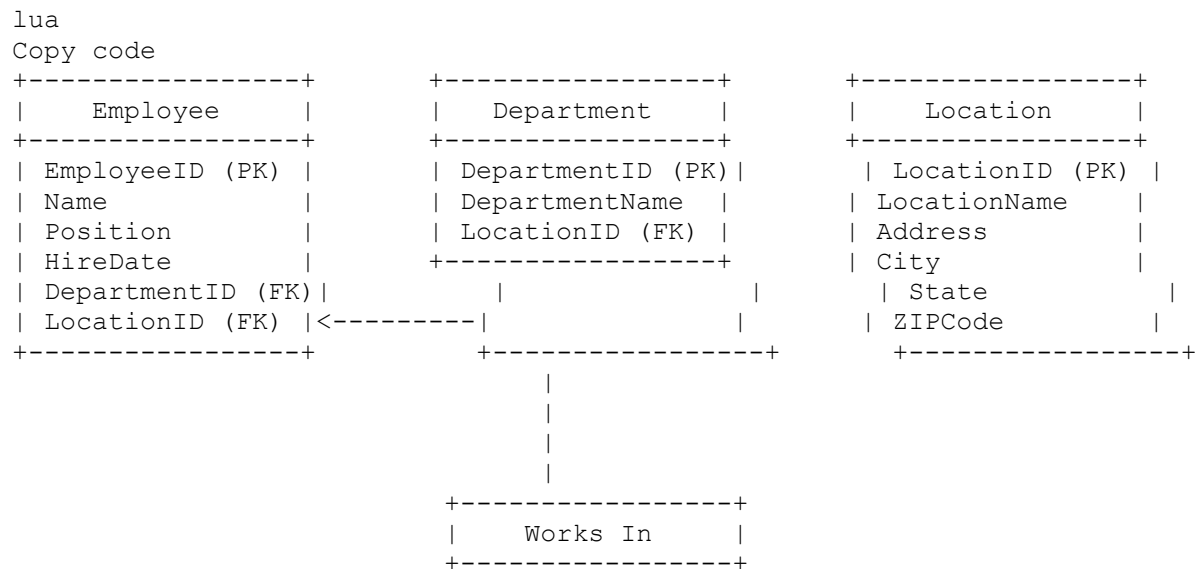 lua
Copy code
+-----------------+       +-----------------+       +-----------------+
|    Employee     |       |   Department    |       |    Location     |
+-----------------+       +-----------------+       +-----------------+
| EmployeeID (PK) |       | DepartmentID (PK)|       | LocationID (PK) |
| Name            |       | DepartmentName  |       | LocationName    |
| Position        |       | LocationID (FK) |       | Address         |
| HireDate        |       +-----------------+       | City            |
| DepartmentID (FK)|          |               |       | State           |
| LocationID (FK) |<---------|               |       | ZIPCode         |
+-----------------+          +-----------------+       +-----------------+
|
|
|
|
+-----------------+
|    Works In     |
+-----------------+